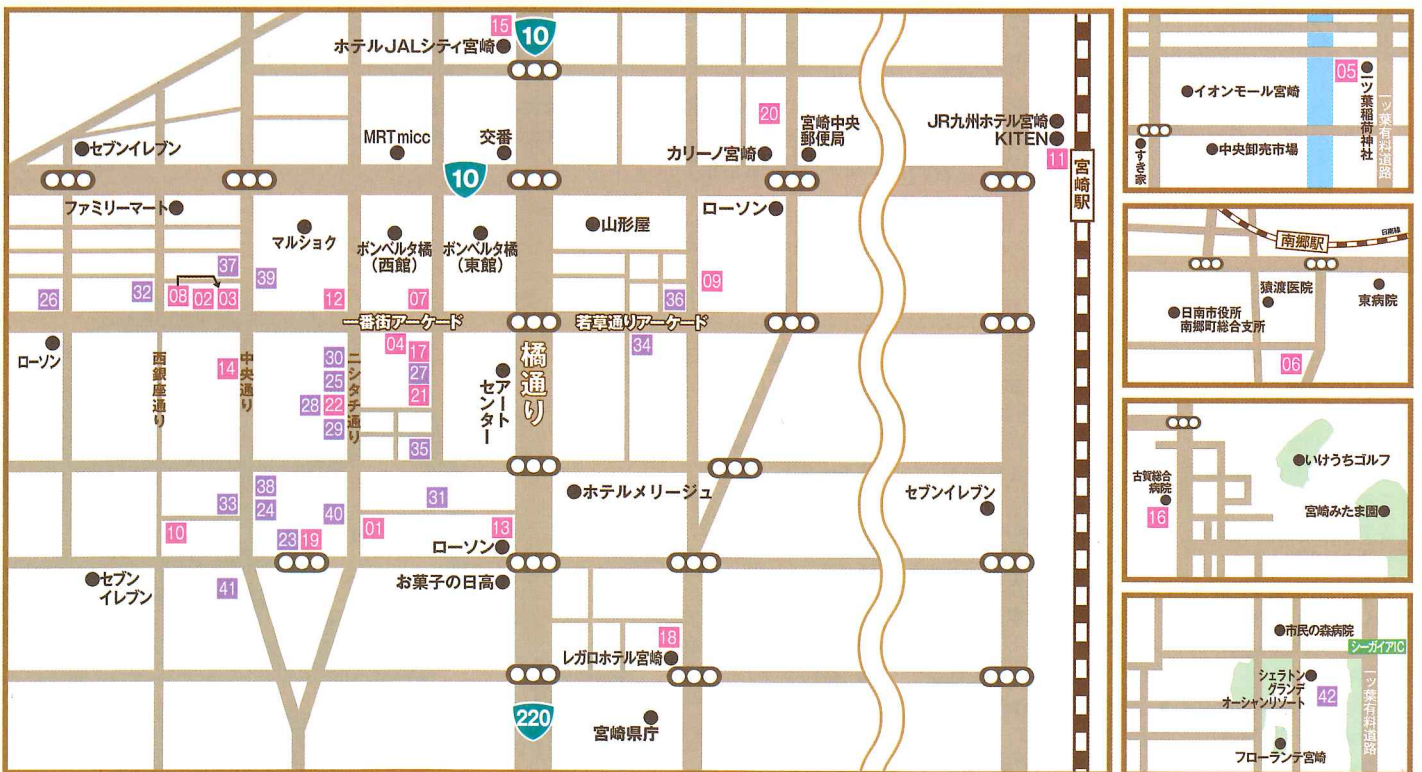 15
ホテルJALシティ宮崎
10
セブンイレブン
MRTmicc
交番
10
20
カリーノ宮崎
宮崎中央
郵便局
JR九州ホテル宮崎
KITEN
11
宮崎駅
ファミリーマート
マルショク
ボンベルタ橘
(西館)
ボンベルタ橘
(東館)
山形屋
ローソン
37
39
26
32
08
02
03
12
07
36
09
一番街アーケード
若草通りアーケード
ローソン
西銀座通り
14
中央通り
30
25
28
22
29
ニシタチ通り
04
17
27
21
35
アート
センター
橘通り
34
33
38
24
10
23
19
40
01
31
13
ローソン
ホテルメリージュ
セブンイレブン
セブン
イレブン
41
お菓子の日高
18
レガロホテル宮崎
220
宮崎県庁
05
一ツ葉稲荷神社
一ツ葉有料道路
イオンモール宮崎
中央卸売市場
すき家
南郷駅
日南線
猿渡医院
東病院
日南市役所
南郷町総合支所
06
古賀総合
病院
16
いけうちゴルフ
宮崎みたま園
市民の森病院
シーガイアIC
シェラトン
グランデ
オーシャンリゾート
42
一ツ葉有料道路
フローランテ宮崎